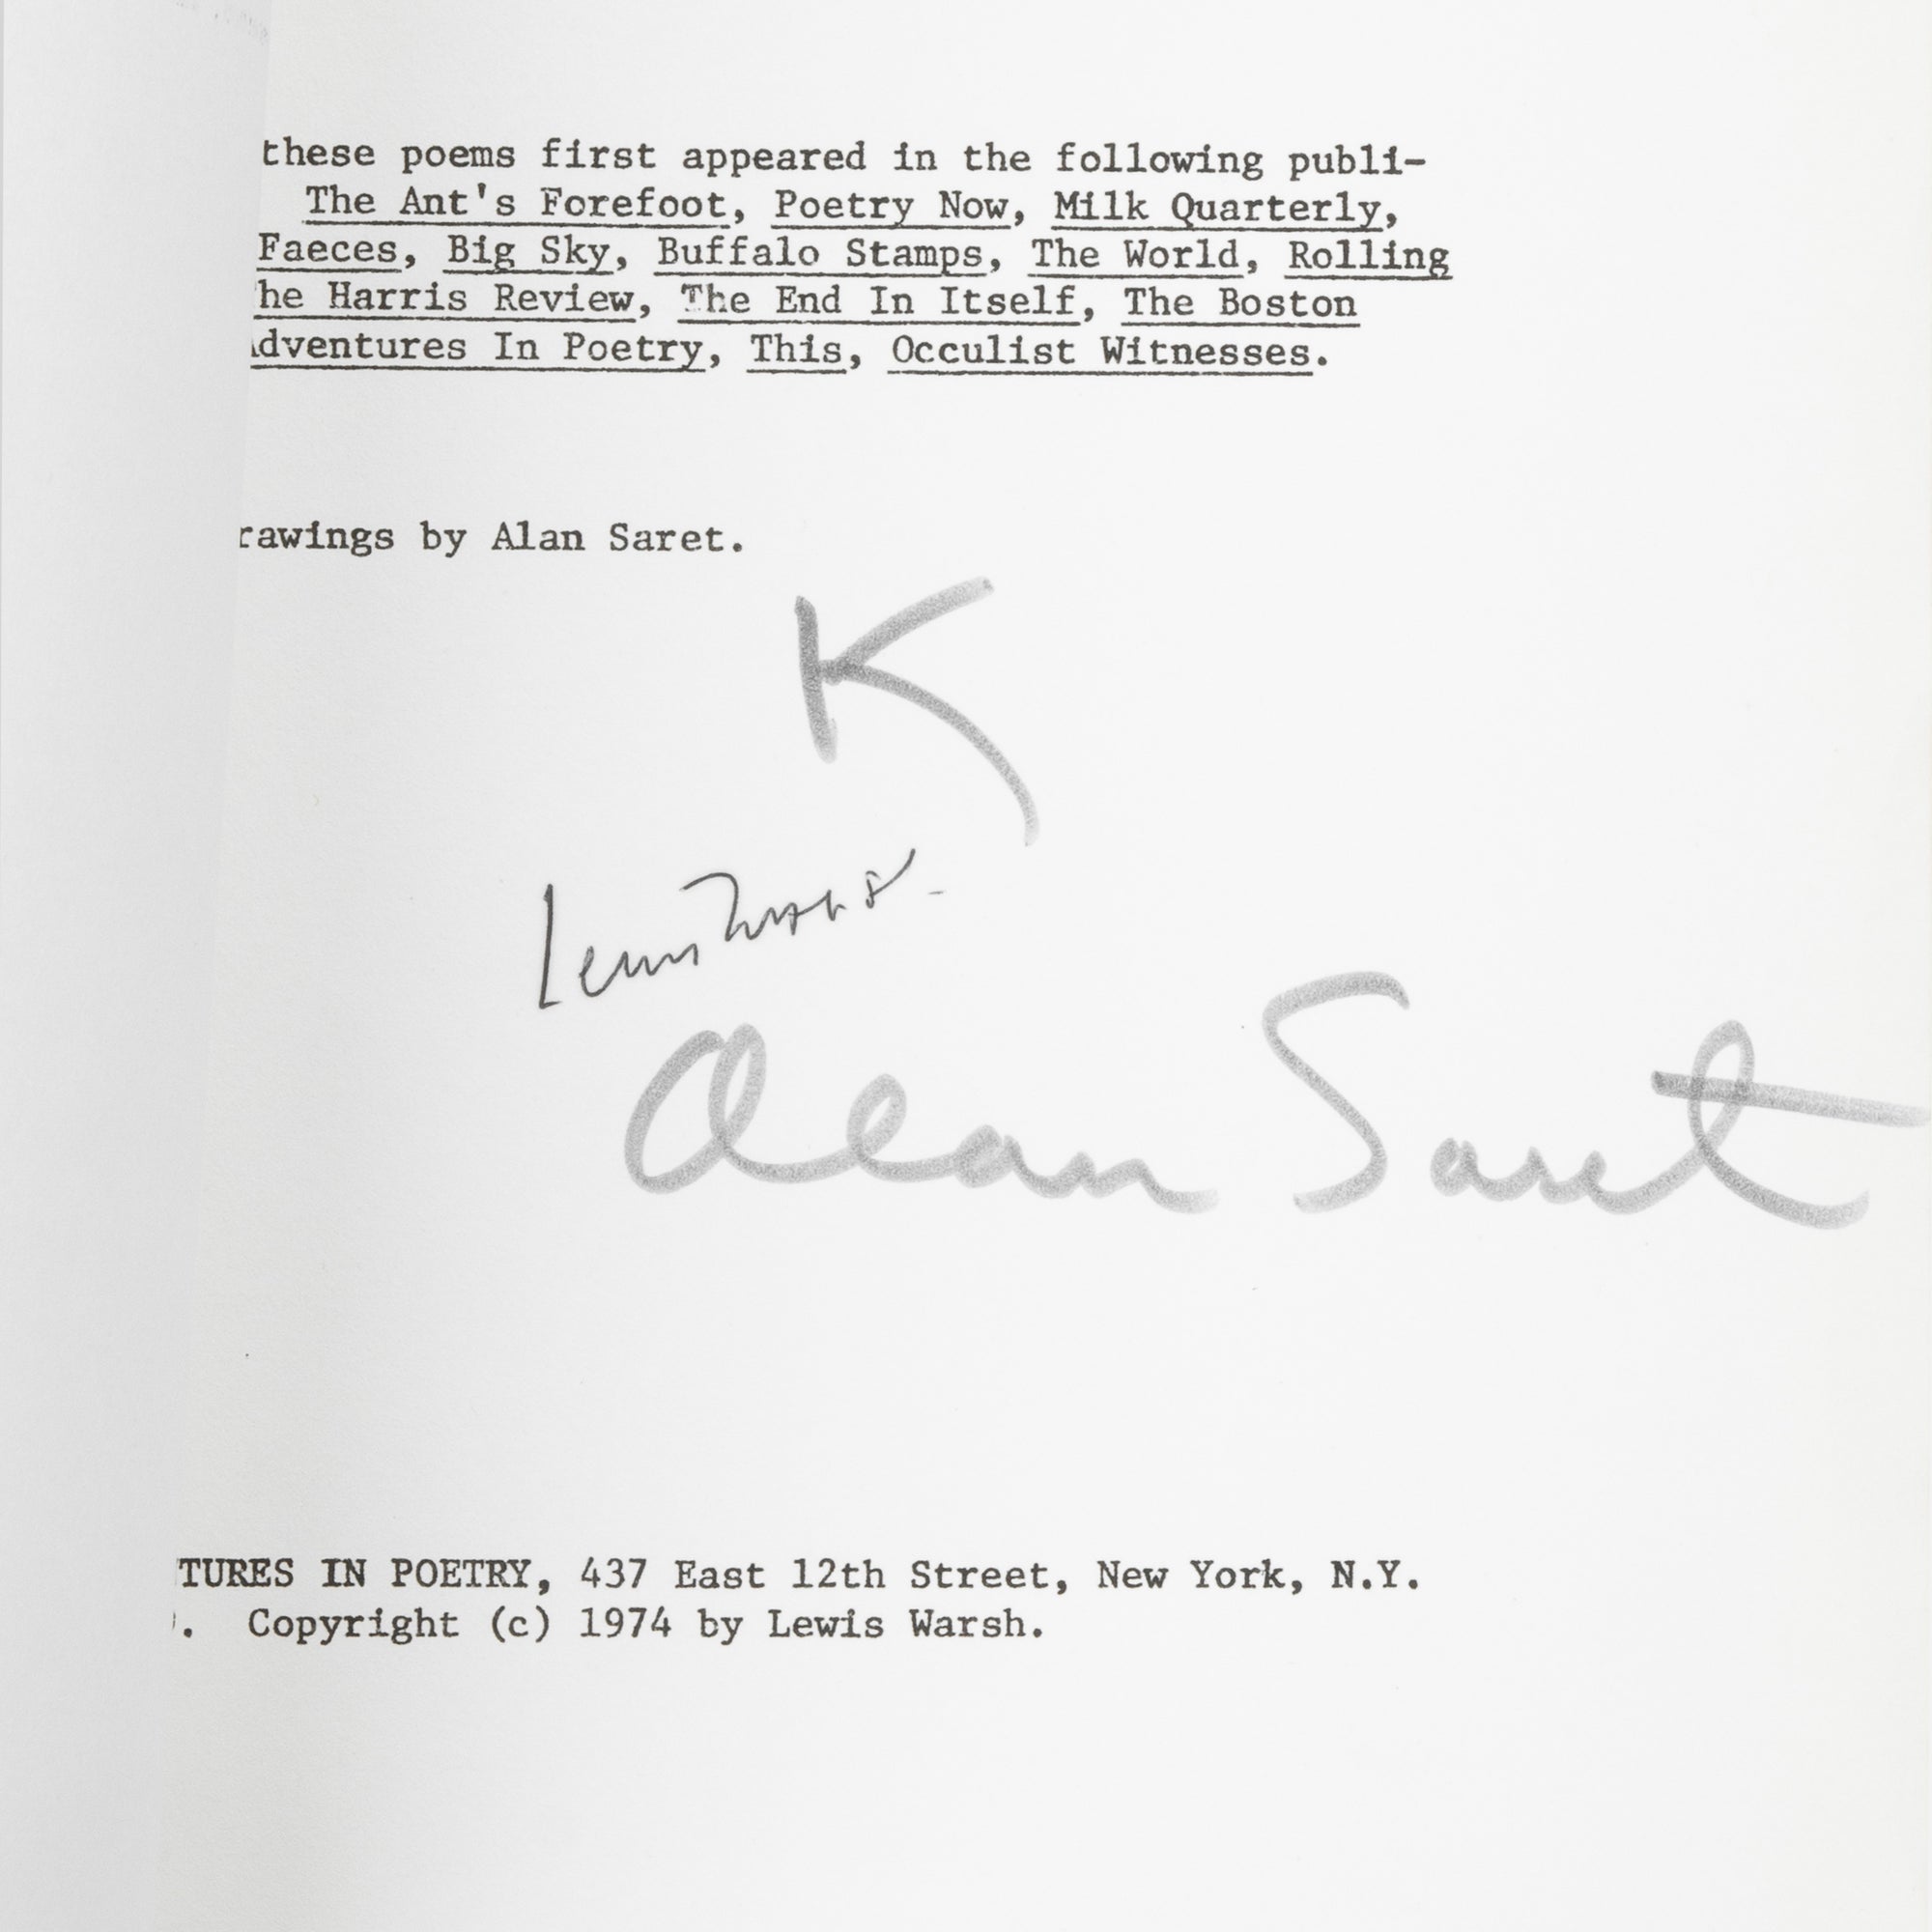 these poems first appeared in the following publi-
The Ant's Forefoot, Poetry Now, Milk Quarterly,
Faeces, Big Sky, Buffalo Stamps, The World, Rolling
he Harris Review, The End In Itself, The Boston
dventures In Poetry, This, Occulist Witnesses.
rawings by Alan Saret.
K
Lewis Warsh
Alan Saret
TURES IN POETRY, 437 East 12th Street, New York, N.Y.
. Copyright (c) 1974 by Lewis Warsh.